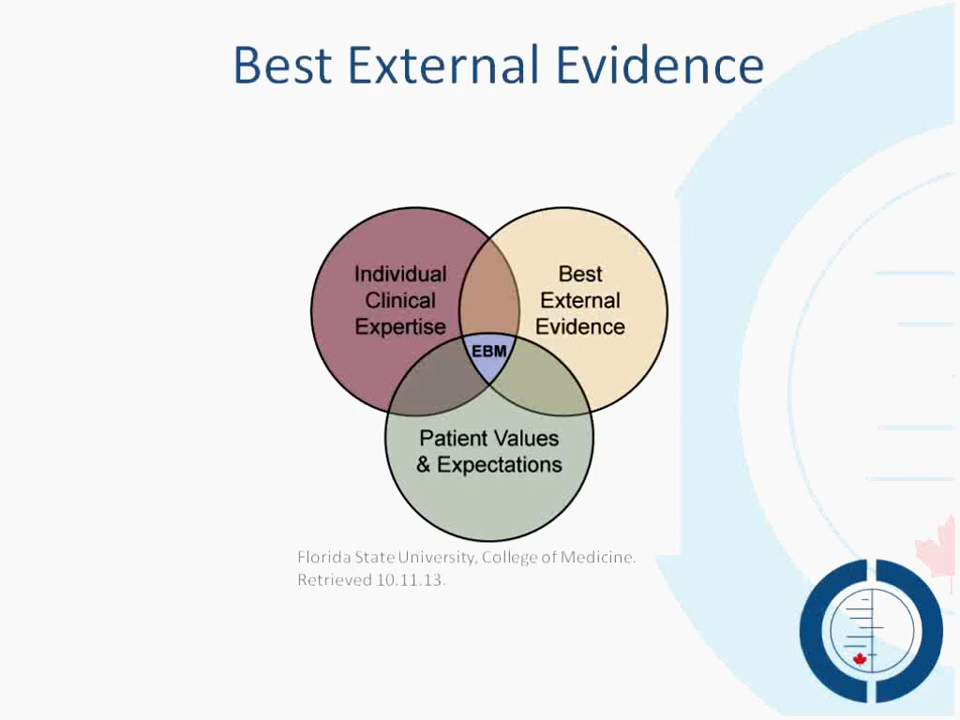 Best External Evidence
Individual
Clinical
Expertise
Best
External
Evidence
EBM
Patient Values
& Expectations
Florida State University, College of Medicine.
Retrieved 10.11.13.